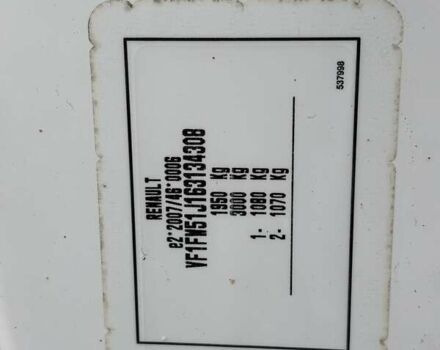 RENAULT
e2*2007/46*0006
VF1FW51J163134308
1950 Kg
3000 Kg
1- 1080 Kg
2- 1070 Kg
537998